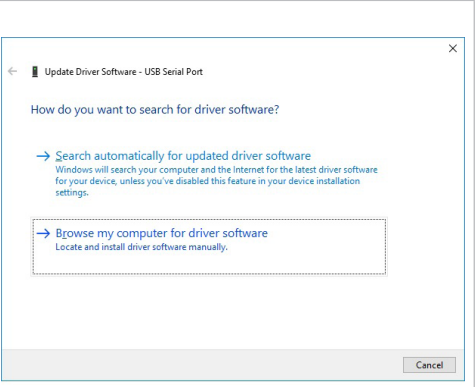 Update Driver Software - USB Serial Port
How do you want to search for driver software?
Search automatically for updated driver software
Windows will search your computer and the Internet for the latest driver software
for your device, unless you've disabled this feature in your device installation
settings.
Browse my computer for driver software
Locate and install driver software manually.
Cancel